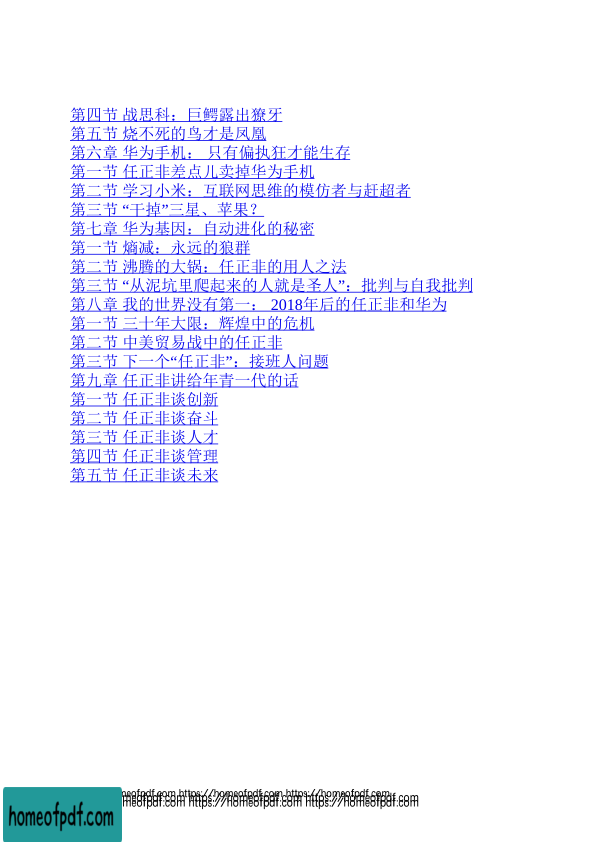 第四节 战思科：巨鳄露出獠牙
第五节 烧不死的鸟才是凤凰
第六章 华为手机： 只有偏执狂才能生存
第一节 任正非差点儿卖掉华为手机
第二节 学习小米：互联网思维的模仿者与赶超者
第三节 “干掉”三星、苹果？
第七章 华为基因：自动进化的秘密
第一节 熵减：永远的狼群
第二节 沸腾的大锅：任正非的用人之法
第三节 “从泥坑里爬起来的人就是圣人”：批判与自我批判
第八章 我的世界没有第一； 2018年后的任正非和华为
第一节 三十年大限：辉煌中的危机
第二节 中美贸易战中的任正非
第三节 下一个“任正非”：接班人问题
第九章 任正非讲给年青一代的话
第一节 任正非谈创新
第二节 任正非谈奋斗
第三节 任正非谈人才
第四节 任正非谈管理
第五节 任正非谈未来
meofpdf.com https://homeofpdf.com https://homeofpdf.com
meofpdf.com https://homeofpdf.com https://homeofpdf.com
homeofpdf.com